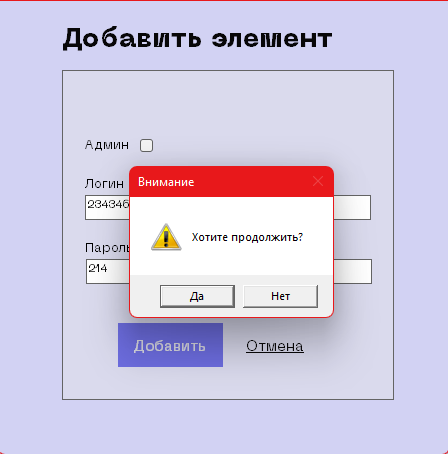 Добавить элемент
Админ
Внимание
Логин
234346
Хотите продолжить?
Пароль
214
Да
Нет
Добавить
Отмена